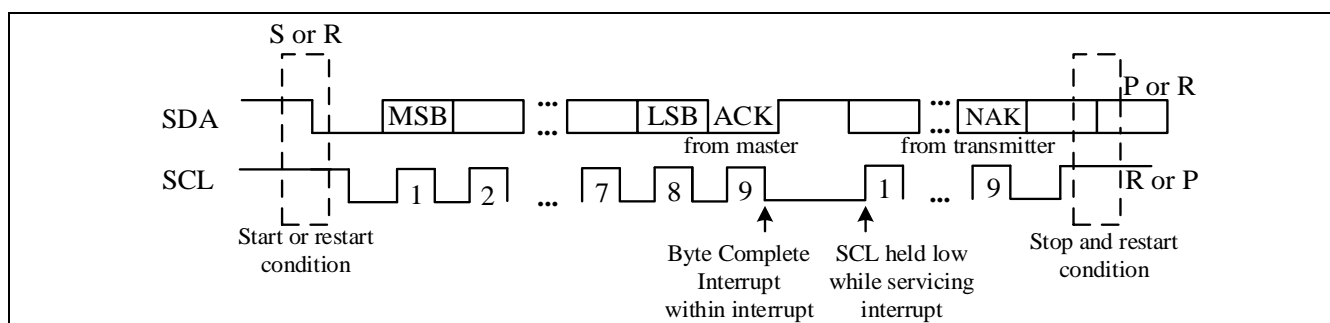 S or R
P or R
SDA MSB ... LSB ACK ... NAK
from master from transmitter
SCL 1 2 ... 7 8 9 1 ... 9 R or P
Start or restart
condition
Byte Complete
Interrupt
within interrupt
SCL held low
while servicing
interrupt
Stop and restart
condition